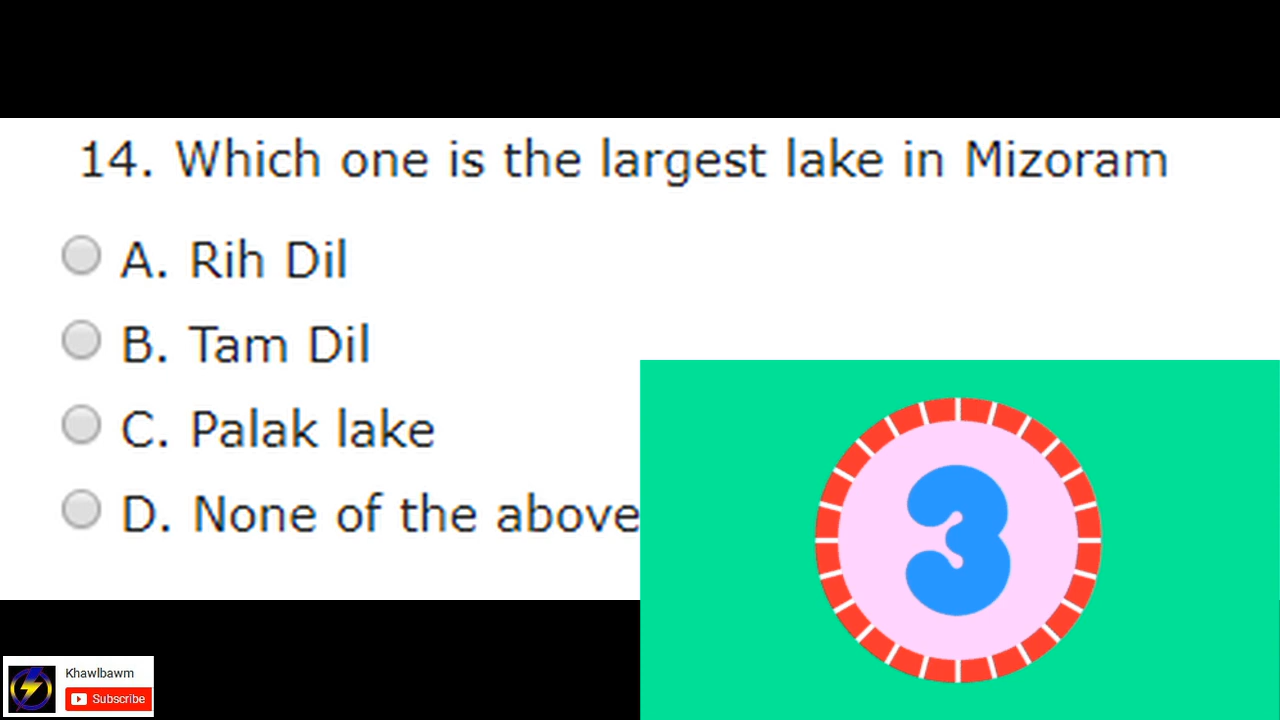 14. Which one is the largest lake in Mizoram
A. Rih Dil
B. Tam Dil
C. Palak lake
D. None of the above
3
Khawlbawm
Subscribe